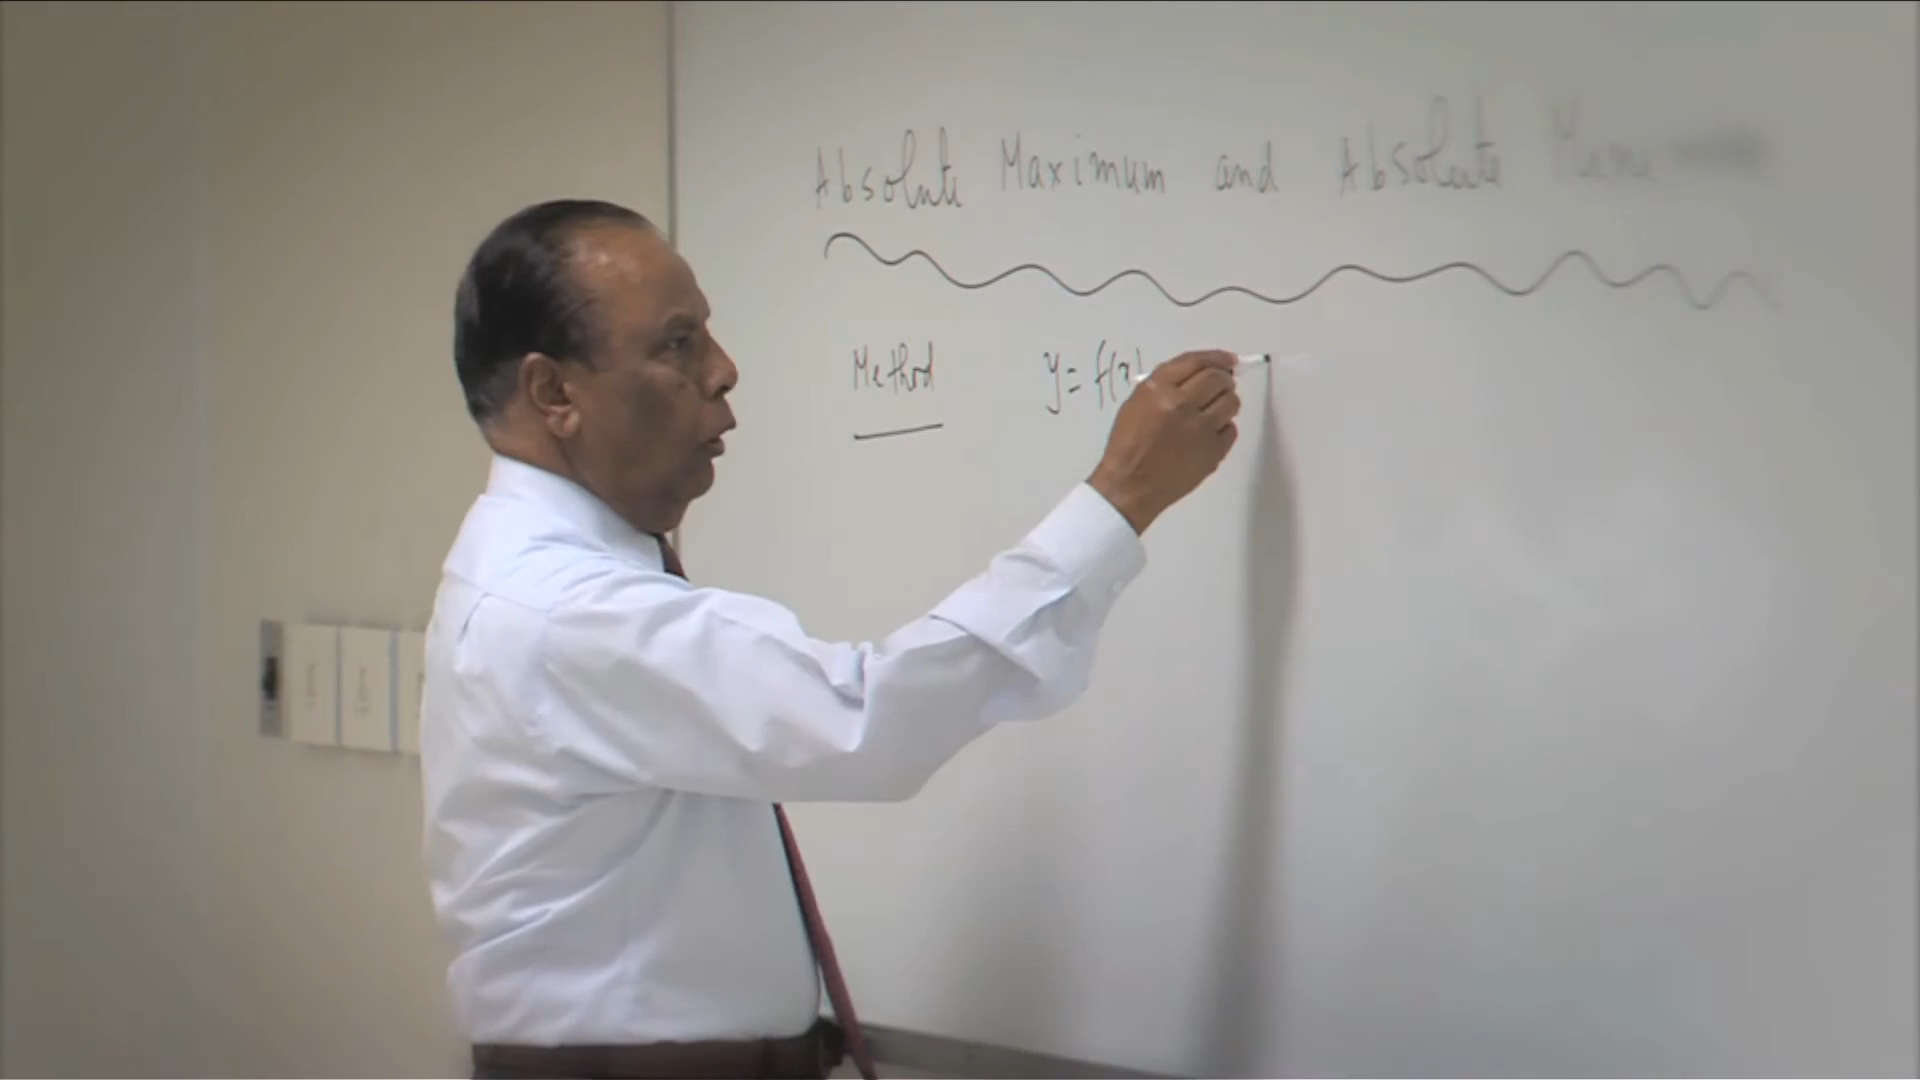 Absolute Maximum and Absolute
Method y = f(x)